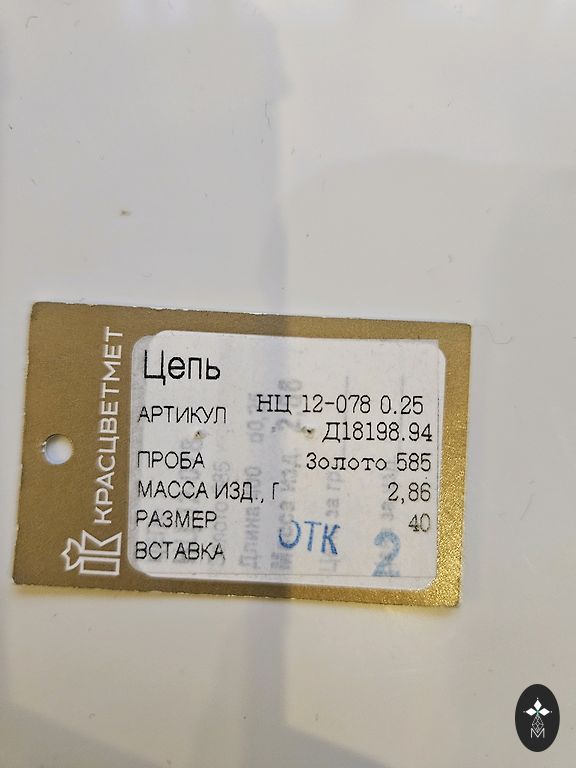 КРАСЦВЕТМЕТ
Цепь
АРТИКУЛ НЦ 12-078 0.25
Д18198.94
ПРОБА Золото 585
МАССА ИЗД., Г 2,86
РАЗМЕР 40
ВСТАВКА
ОТК 2
М